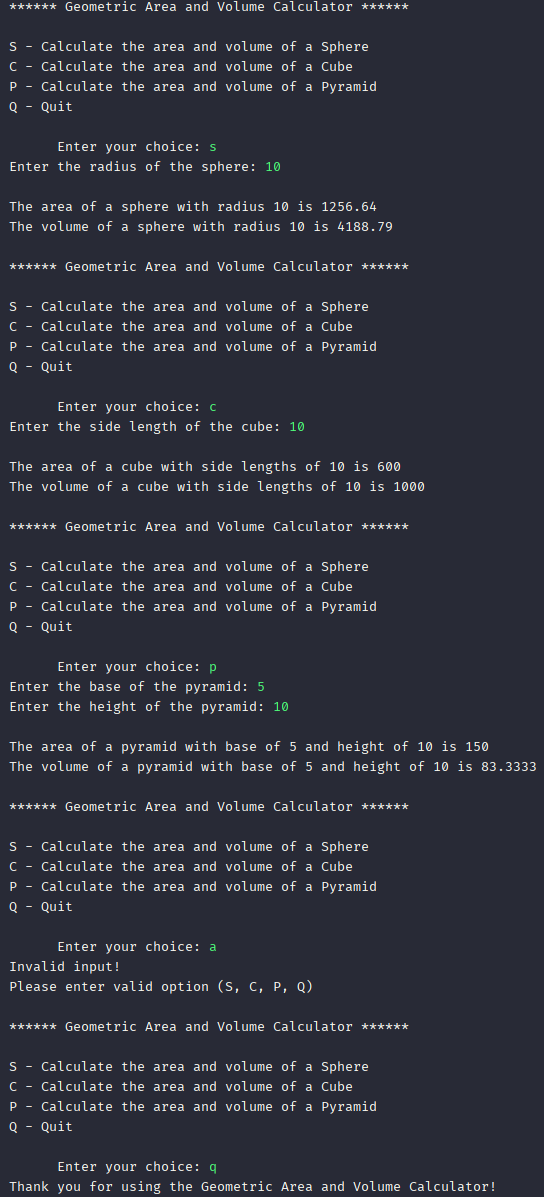 ****** Geometric Area and Volume Calculator ******
S - Calculate the area and volume of a Sphere
C - Calculate the area and volume of a Cube
P - Calculate the area and volume of a Pyramid
Q - Quit
Enter your choice: s
Enter the radius of the sphere: 10
The area of a sphere with radius 10 is 1256.64
The volume of a sphere with radius 10 is 4188.79
****** Geometric Area and Volume Calculator ******
S - Calculate the area and volume of a Sphere
C - Calculate the area and volume of a Cube
P - Calculate the area and volume of a Pyramid
Q - Quit
Enter your choice: c
Enter the side length of the cube: 10
The area of a cube with side lengths of 10 is 600
The volume of a cube with side lengths of 10 is 1000
****** Geometric Area and Volume Calculator ******
S - Calculate the area and volume of a Sphere
C - Calculate the area and volume of a Cube
P - Calculate the area and volume of a Pyramid
Q - Quit
Enter your choice: p
Enter the base of the pyramid: 5
Enter the height of the pyramid: 10
The area of a pyramid with base of 5 and height of 10 is 150
The volume of a pyramid with base of 5 and height of 10 is 83.3333
****** Geometric Area and Volume Calculator ******
S - Calculate the area and volume of a Sphere
C - Calculate the area and volume of a Cube
P - Calculate the area and volume of a Pyramid
Q - Quit
Enter your choice: a
Invalid input!
Please enter valid option (S, C, P, Q)
****** Geometric Area and Volume Calculator ******
S - Calculate the area and volume of a Sphere
C - Calculate the area and volume of a Cube
P - Calculate the area and volume of a Pyramid
Q - Quit
Enter your choice: q
Thank you for using the Geometric Area and Volume Calculator!